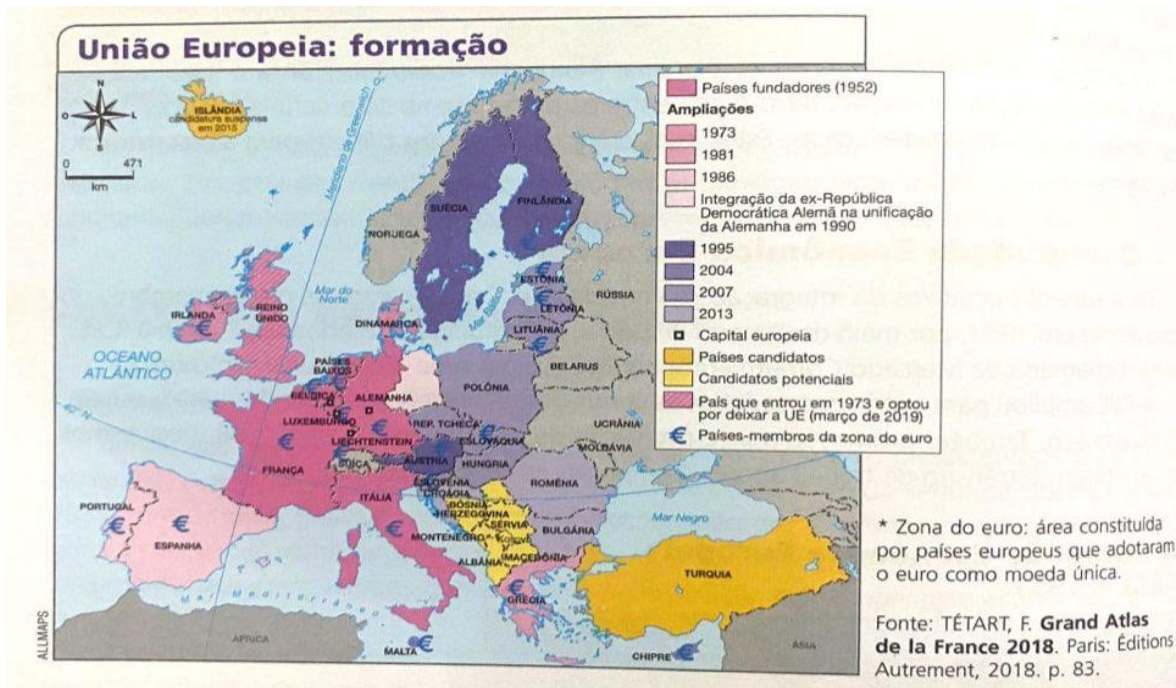 União Europeia: formação
N
O
L
0 471
km
ISLÂNDIA
candidatura suspensa
em 2015
Meridiano de Greenwich
SUÉCIA
FINLÂNDIA
NORUEGA
ESTÔNIA
LETÔNIA
LITUÂNIA
RÚSSIA
Mar do
Norte
Mar Báltico
DINAMARCA
IRLANDA
REINO
UNIDO
OCEANO
ATLÂNTICO
PAÍSES
BAIXOS
BÉLGICA
ALEMANHA
POLÔNIA
BELARUS
LUXEMBURGO
REP. TCHECA
UCRÂNIA
LIECHTENSTEIN
ESLOVÁQUIA
MOLDÁVIA
FRANÇA
SUÍÇA
ÁUSTRIA
HUNGRIA
ESLOVÊNIA
CROÁCIA
ROMÊNIA
ITÁLIA
BÓSNIA-
HERZEGOVINA
SÉRVIA
PORTUGAL
ESPANHA
MONTENEGRO
Kosovo
BULGÁRIA
Mar Negro
ALBÂNIA
MACEDÔNIA
TURQUIA
GRÉCIA
Mar Mediterrâneo
ÁFRICA
MALTA
CHIPRE
ÁSIA
ALLMAPS
Países fundadores (1952)
Ampliações
1973
1981
1986
Integração da ex-República
Democrática Alemã na unificação
da Alemanha em 1990
1995
2004
2007
2013
Capital europeia
Países candidatos
Candidatos potenciais
País que entrou em 1973 e optou
por deixar a UE (março de 2019)
€ Países-membros da zona do euro
* Zona do euro: área constituída
por países europeus que adotaram
o euro como moeda única.
Fonte: TÉTART, F. Grand Atlas
de la France 2018. Paris: Éditions
Autrement, 2018. p. 83.